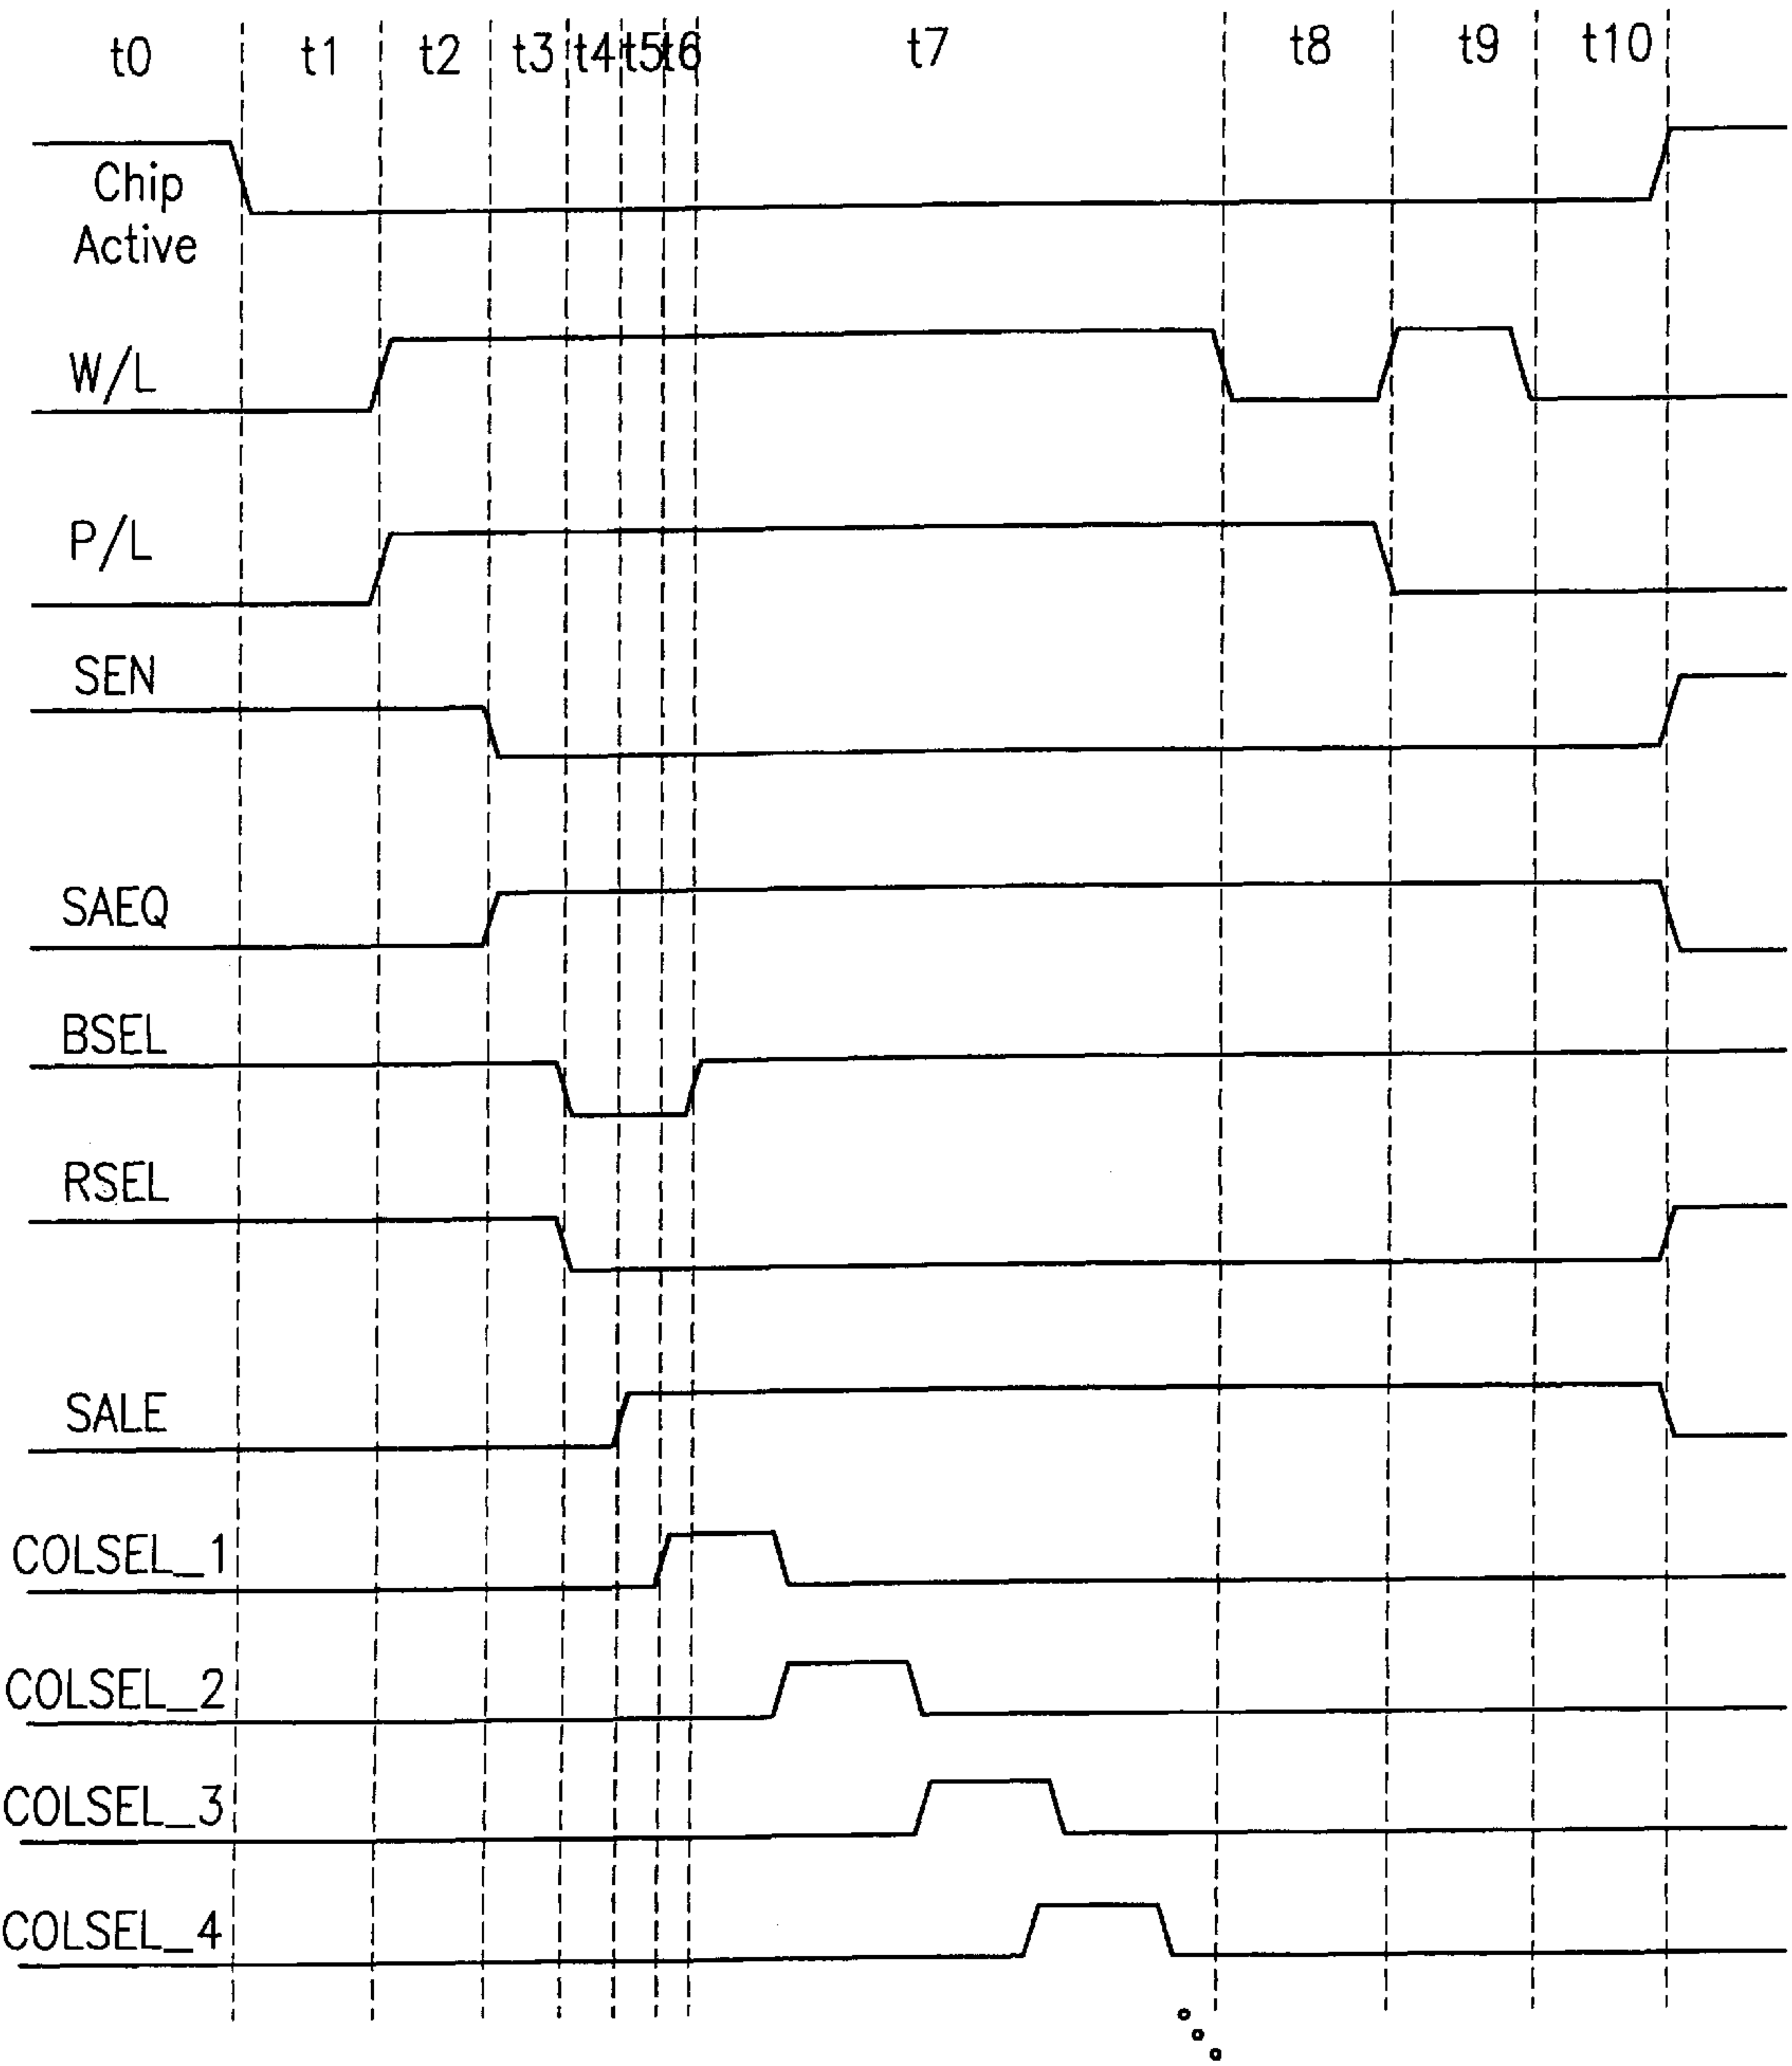 t0 t1 t2 t3 t4 t5 t6 t7 t8 t9 t10
Chip
Active
W/L
P/L
SEN
SAEQ
BSEL
RSEL
SALE
COLSEL_1
COLSEL_2
COLSEL_3
COLSEL_4